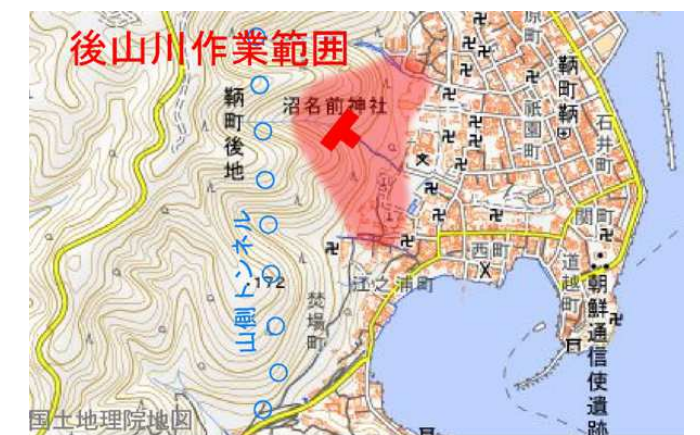 後山川作業範囲
原町
鞆町鞆
沼名前神社
祇園町
石井町
鞆町後地
関町
山側トンネル
西町
・172
江之浦町
道越町
焚場町
朝鮮通信使遺跡
国土地理院地図